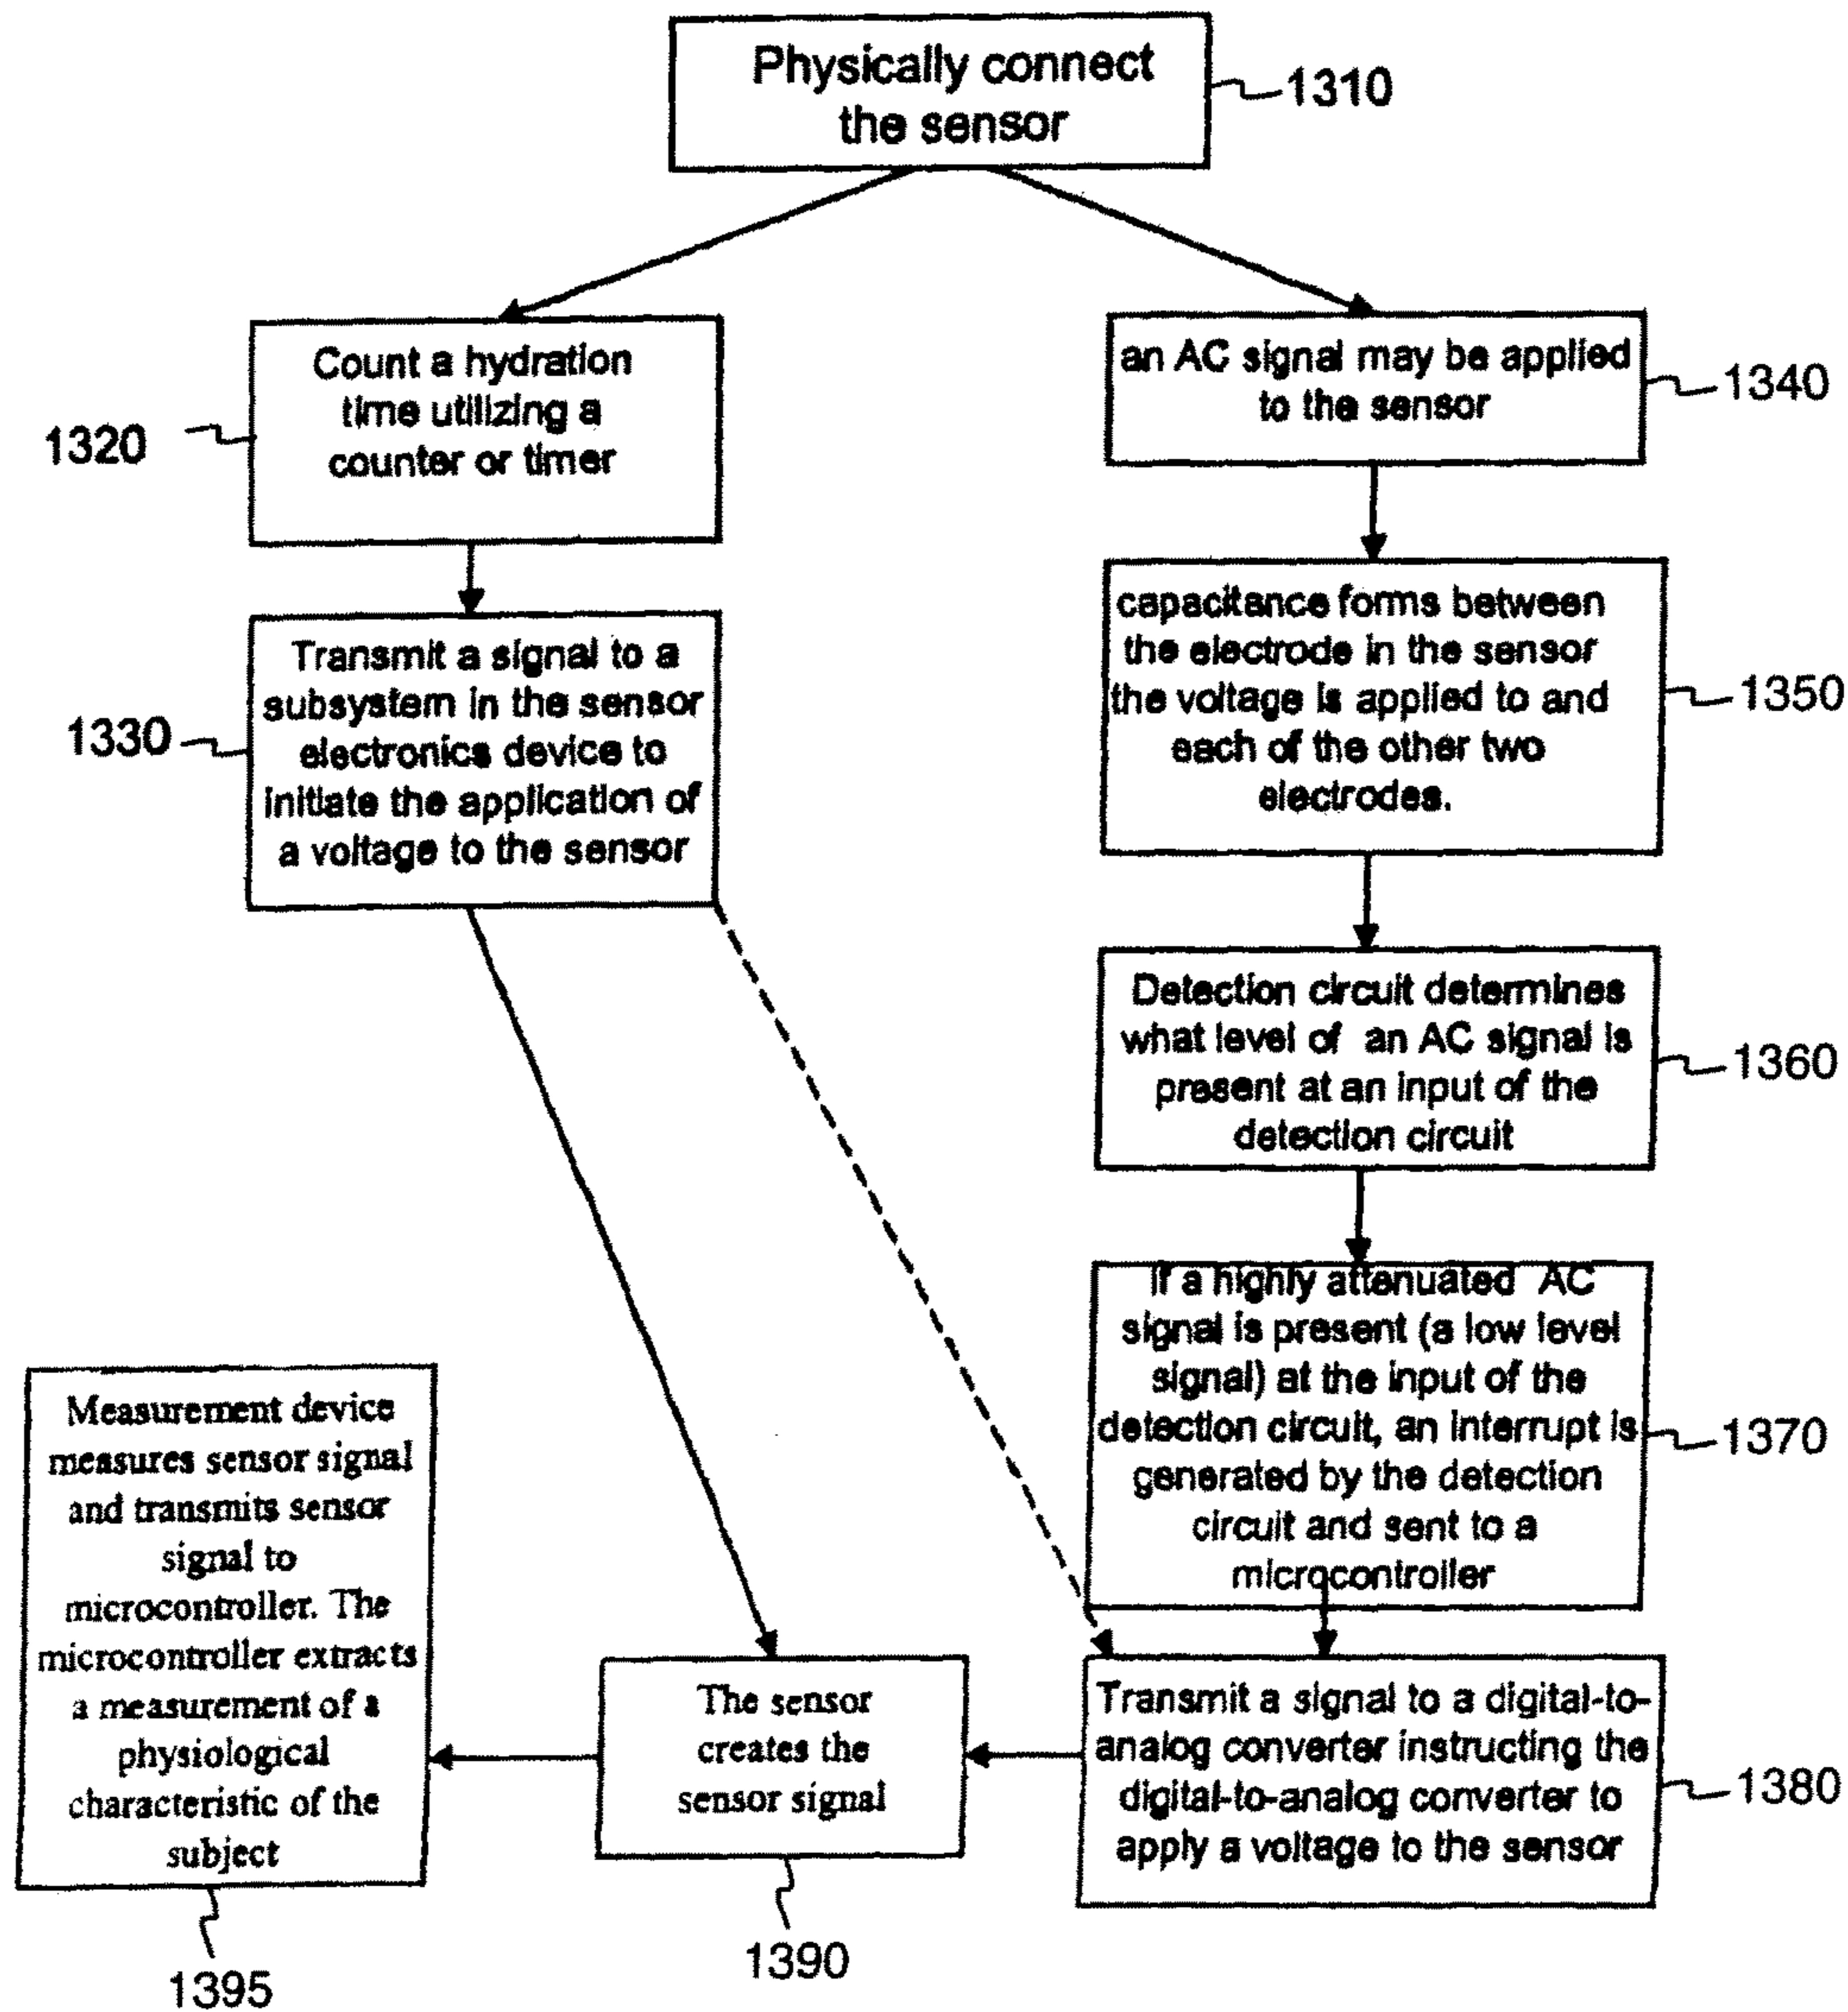 Physically connect
the sensor
1310
Count a hydration
time utilizing a
counter or timer
1320
Transmit a signal to a
subsystem in the sensor
electronics device to
initiate the application of
a voltage to the sensor
1330
an AC signal may be applied
to the sensor
1340
capacitance forms between
the electrode in the sensor
the voltage is applied to and
each of the other two
electrodes.
1350
Detection circuit determines
what level of an AC signal is
present at an input of the
detection circuit
1360
If a highly attenuated AC
signal is present (a low level
signal) at the input of the
detection circuit, an interrupt is
generated by the detection
circuit and sent to a
microcontroller
1370
Transmit a signal to a digital-to-
analog converter instructing the
digital-to-analog converter to
apply a voltage to the sensor
1380
The sensor
creates the
sensor signal
1390
Measurement device
measures sensor signal
and transmits sensor
signal to
microcontroller. The
microcontroller extracts
a measurement of a
physiological
characteristic of the
subject
1395